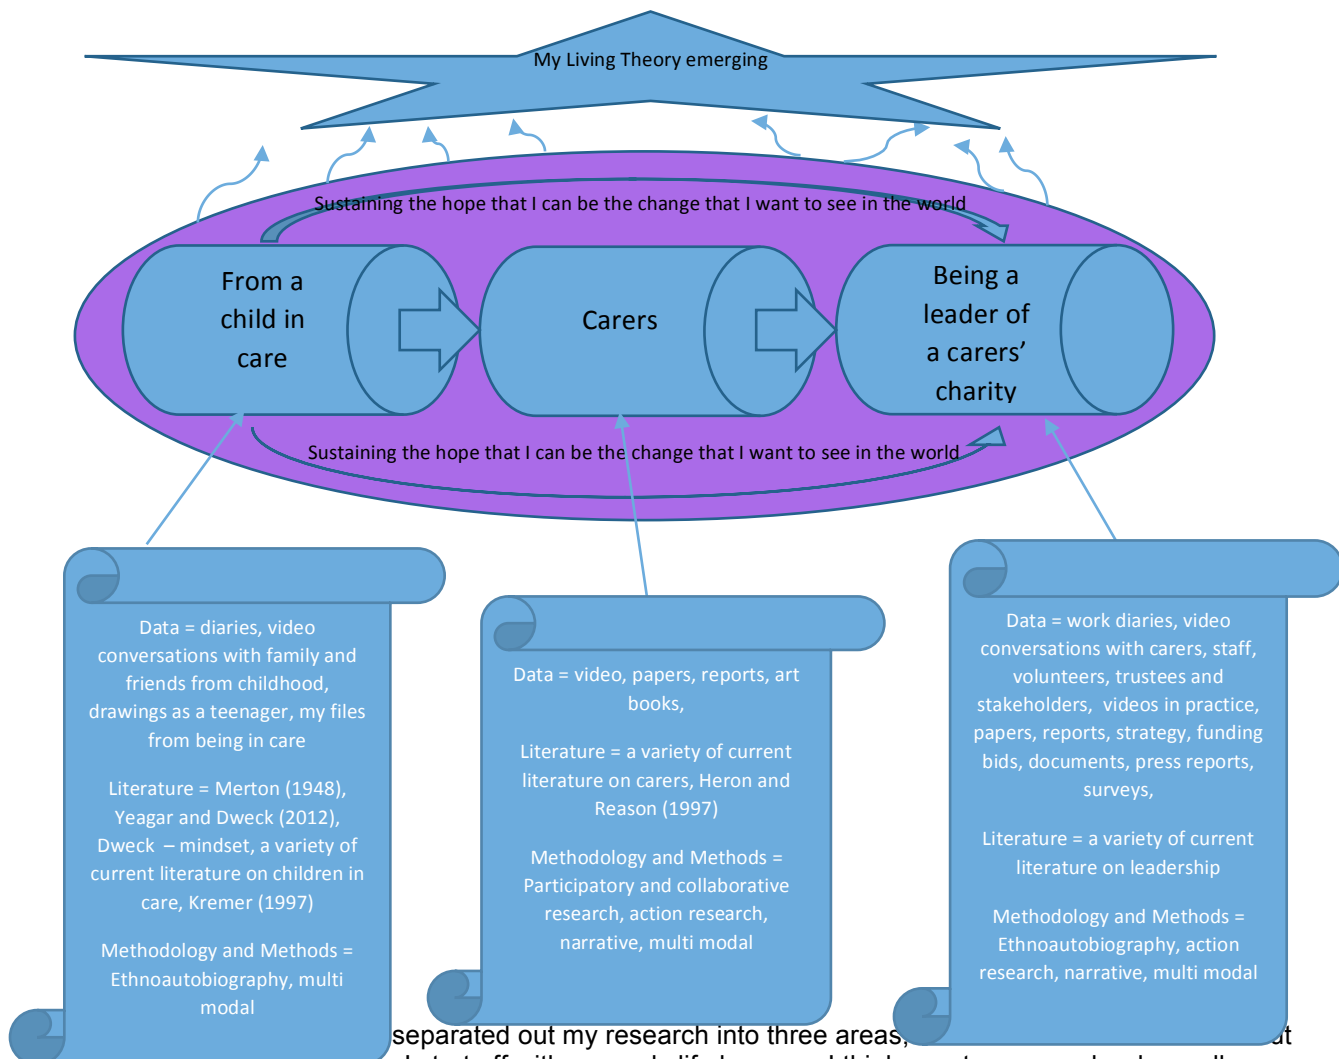 My Living Theory emerging
Sustaining the hope that I can be the change that I want to see in the world
From a
child in
care
Carers
Being a
leader of
a carers’
charity
Sustaining the hope that I can be the change that I want to see in the world
Data = diaries, video
conversations with family and
friends from childhood,
drawings as a teenager, my files
from being in care
Literature = Merton (1948),
Yeagar and Dweck (2012),
Dweck – mindset, a variety of
current literature on children in
care, Kremer (1997)
Methodology and Methods =
Ethnoautobiography, multi
modal
Data = video, papers, reports, art
books,
Literature = a variety of current
literature on carers, Heron and
Reason (1997)
Methodology and Methods =
Participatory and collaborative
research, action research,
narrative, multi modal
Data = work diaries, video
conversations with carers, staff,
volunteers, trustees and
stakeholders, videos in practice,
papers, reports, strategy, funding
bids, documents, press reports,
surveys,
Literature = a variety of current
literature on leadership
Methodology and Methods =
Ethnoautobiography, action
research, narrative, multi modal
separated out my research into three areas,